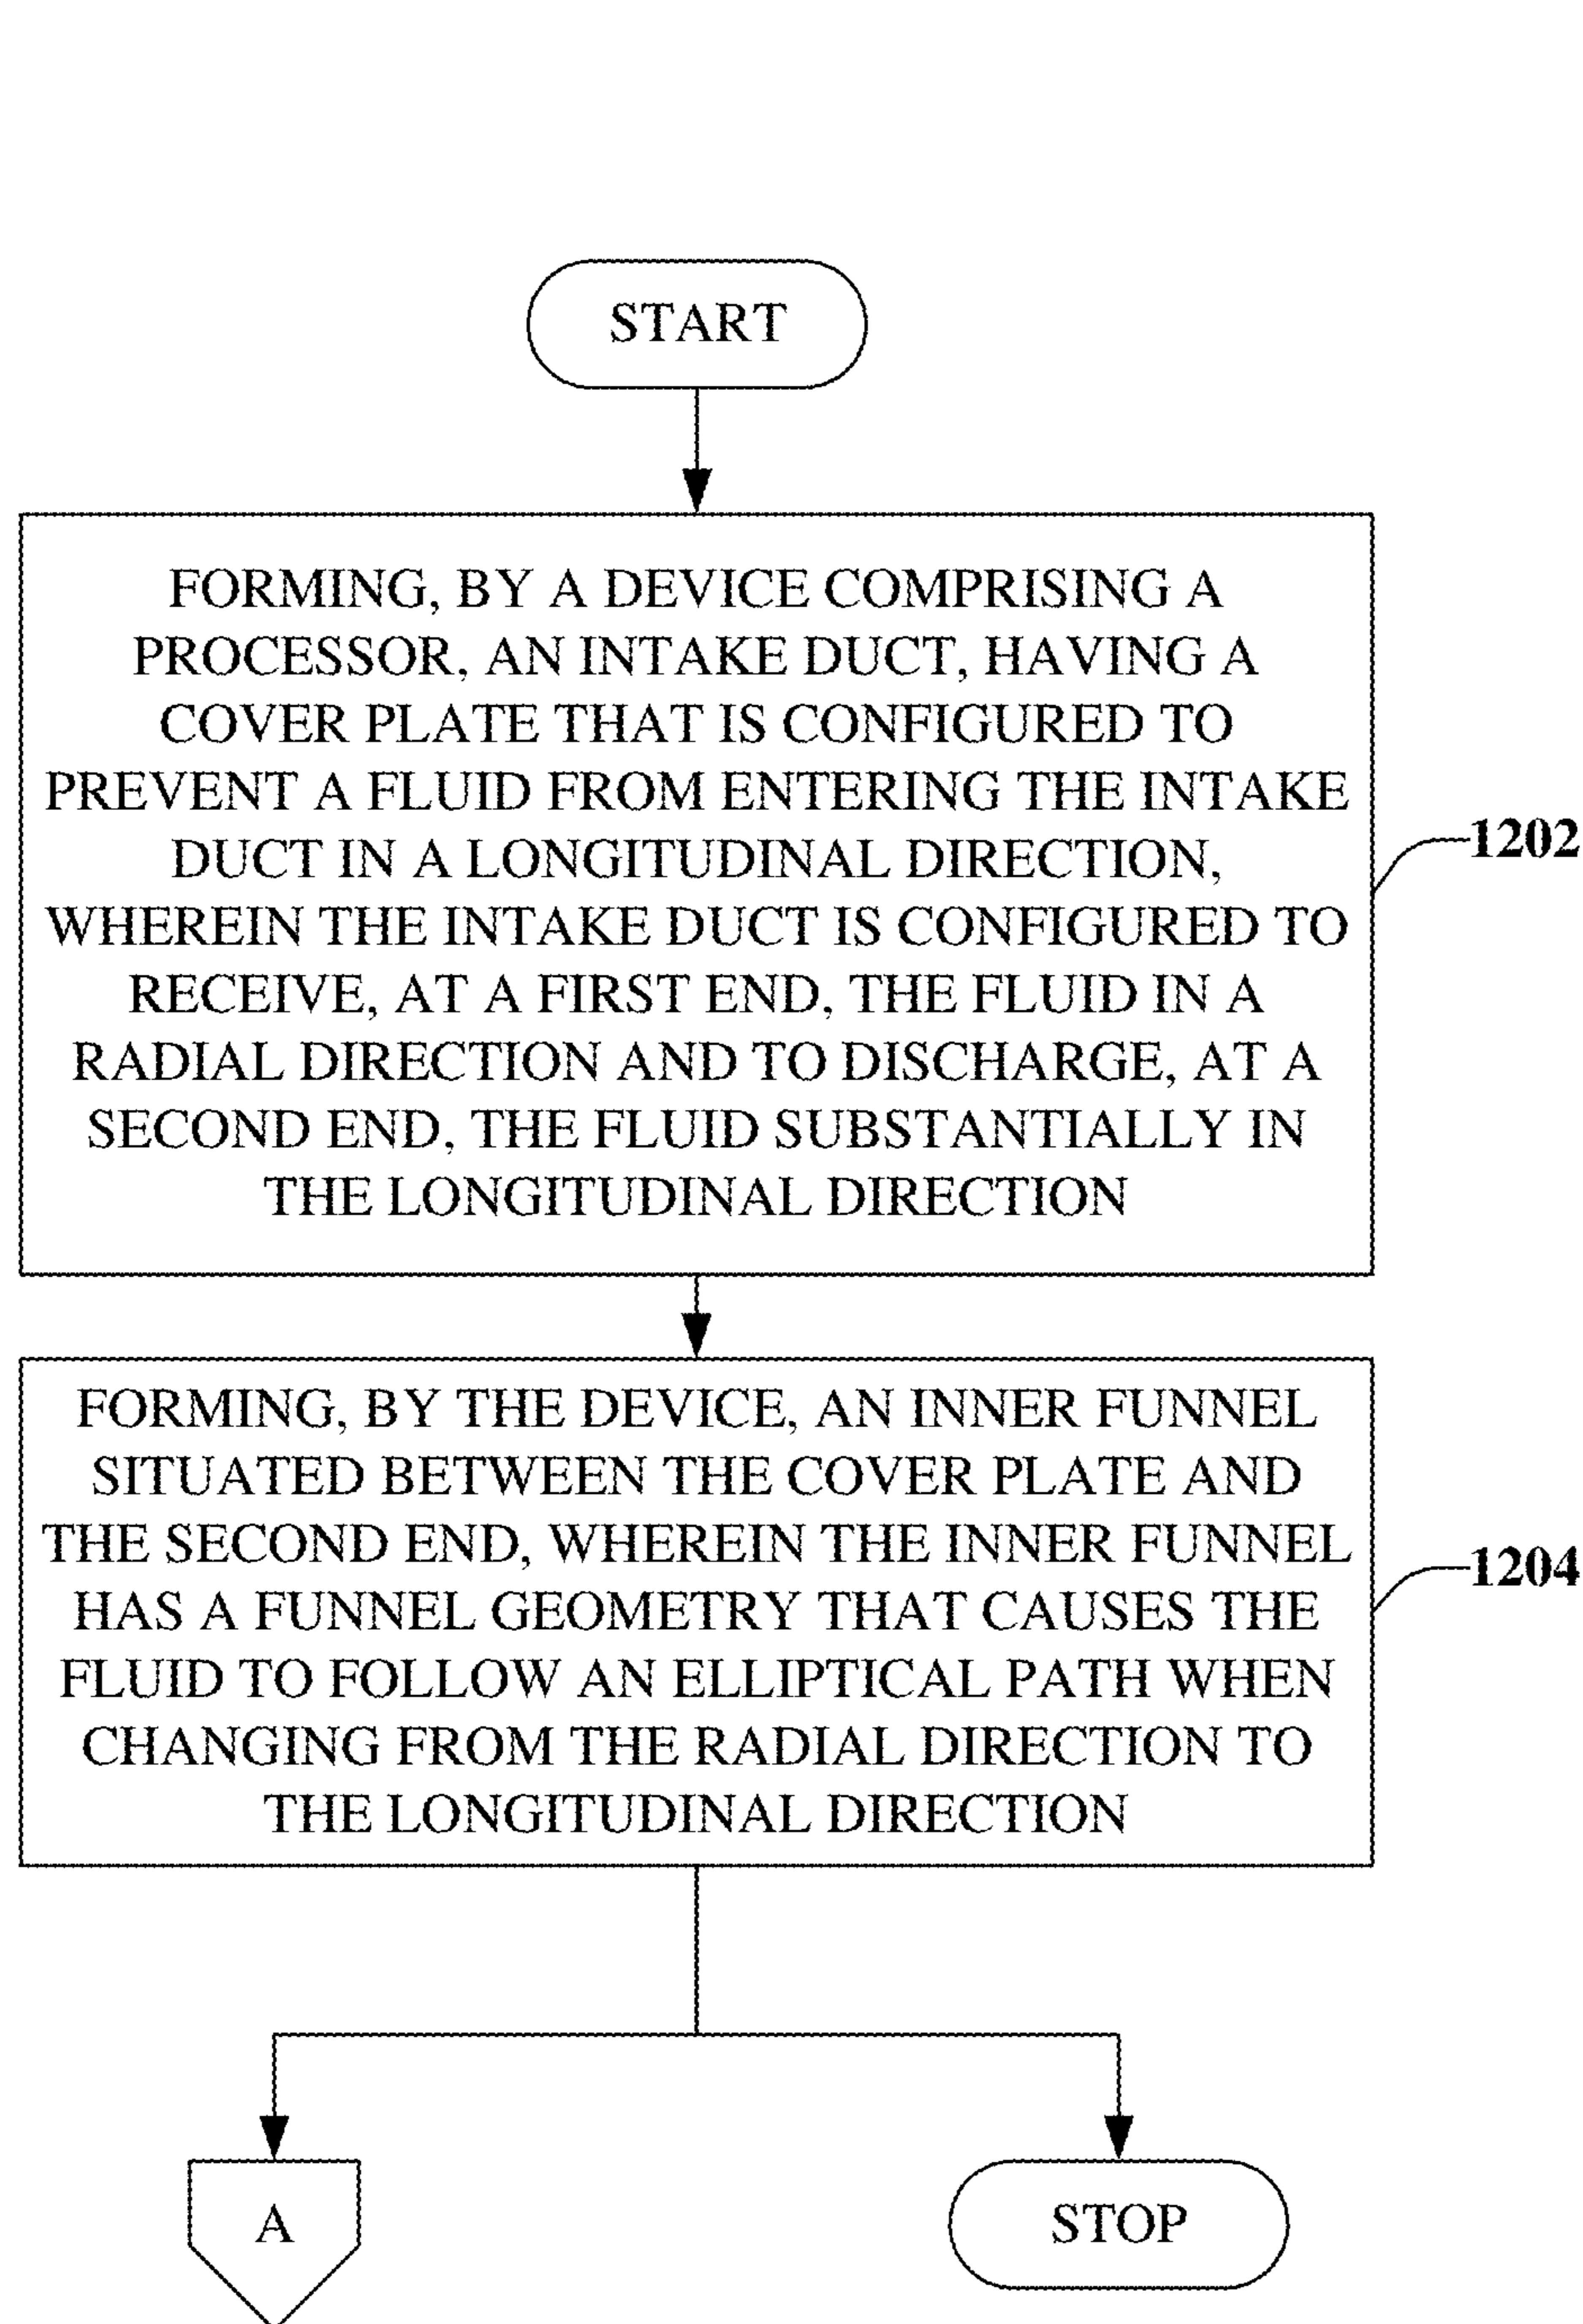 START
FORMING, BY A DEVICE COMPRISING A
PROCESSOR, AN INTAKE DUCT, HAVING A
COVER PLATE THAT IS CONFIGURED TO
PREVENT A FLUID FROM ENTERING THE INTAKE
DUCT IN A LONGITUDINAL DIRECTION,
WHEREIN THE INTAKE DUCT IS CONFIGURED TO
RECEIVE, AT A FIRST END, THE FLUID IN A
RADIAL DIRECTION AND TO DISCHARGE, AT A
SECOND END, THE FLUID SUBSTANTIALLY IN
THE LONGITUDINAL DIRECTION
1202
FORMING, BY THE DEVICE, AN INNER FUNNEL
SITUATED BETWEEN THE COVER PLATE AND
THE SECOND END, WHEREIN THE INNER FUNNEL
HAS A FUNNEL GEOMETRY THAT CAUSES THE
FLUID TO FOLLOW AN ELLIPTICAL PATH WHEN
CHANGING FROM THE RADIAL DIRECTION TO
THE LONGITUDINAL DIRECTION
1204
A
STOP